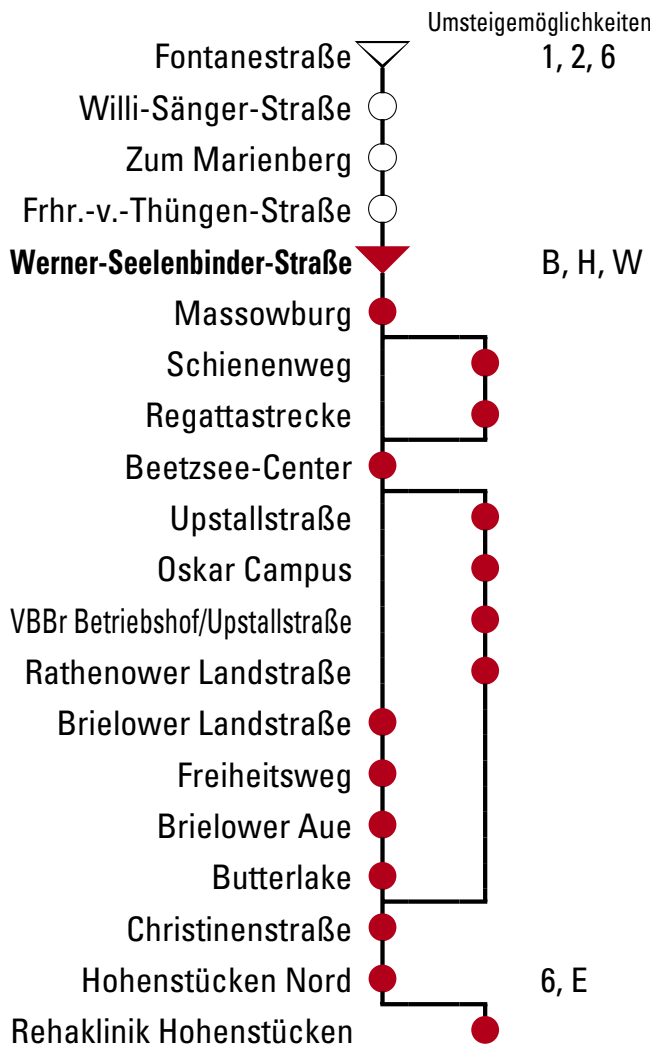 Umsteigemöglichkeiten
Fontanestraße 1, 2, 6
Willi-Sänger-Straße
Zum Marienberg
Frhr.-v.-Thüngen-Straße
Werner-Seelenbinder-Straße B, H, W
Massowburg
Schienenweg
Regattastrecke
Beetzsee-Center
Upstallstraße
Oskar Campus
VBBr Betriebshof/Upstallstraße
Rathenower Landstraße
Brielower Landstraße
Freiheitsweg
Brielower Aue
Butterlake
Christinenstraße
Hohenstücken Nord 6, E
Rehaklinik Hohenstücken